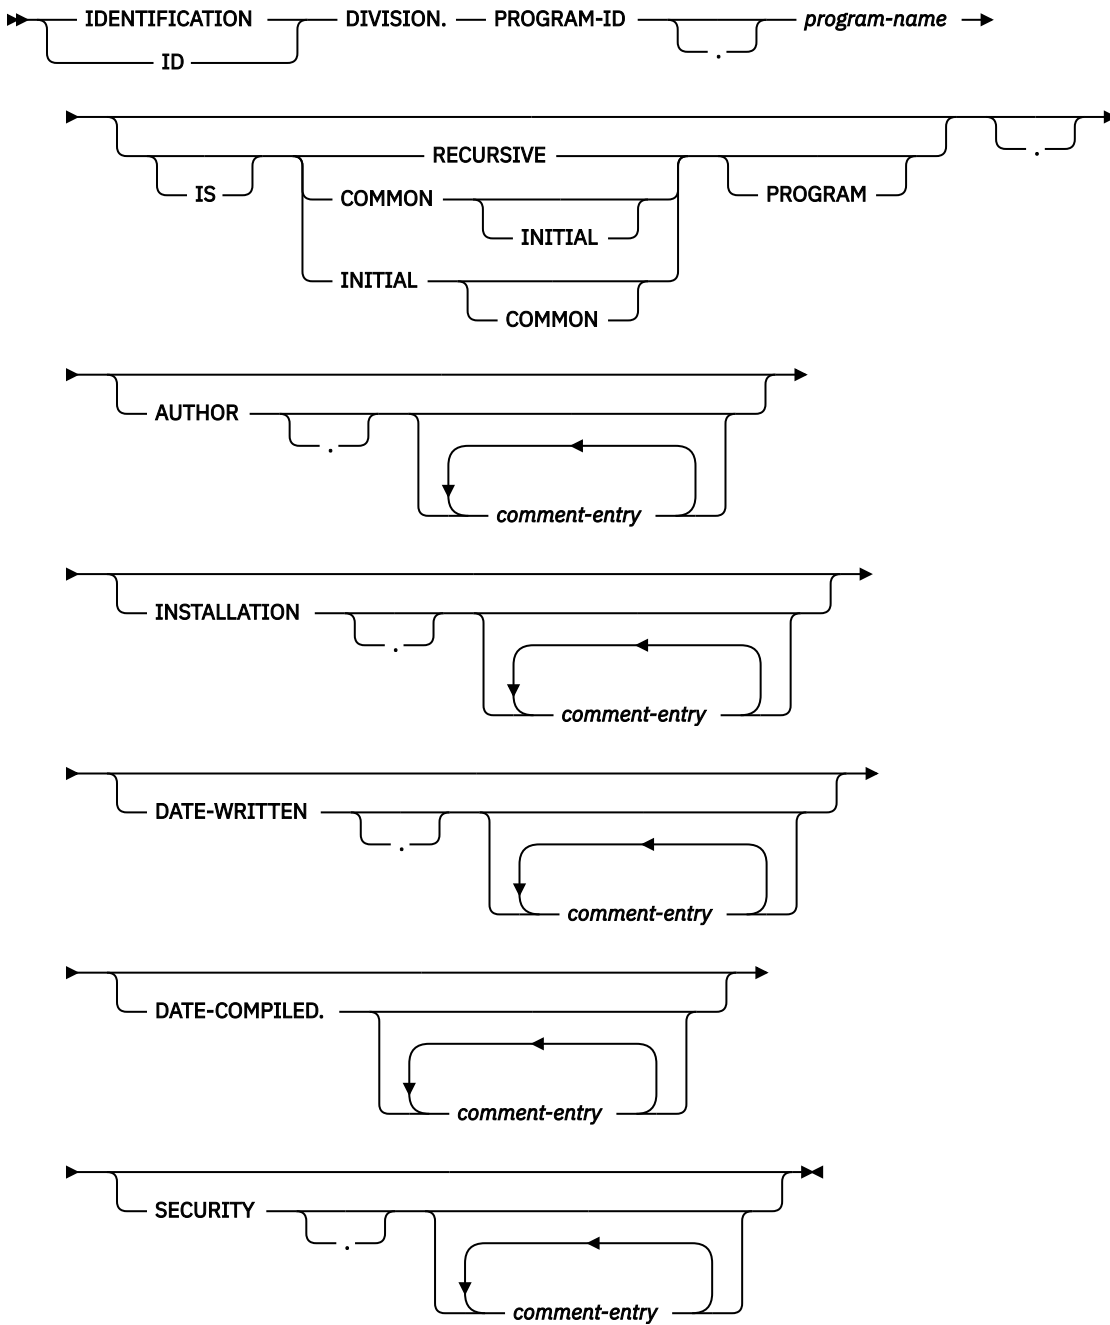 IDENTIFICATION DIVISION. PROGRAM-ID program-name
ID .
RECURSIVE .
IS COMMON PROGRAM
INITIAL
INITIAL
COMMON
AUTHOR
.
comment-entry
INSTALLATION
.
comment-entry
DATE-WRITTEN
.
comment-entry
DATE-COMPILED.
comment-entry
SECURITY
.
comment-entry